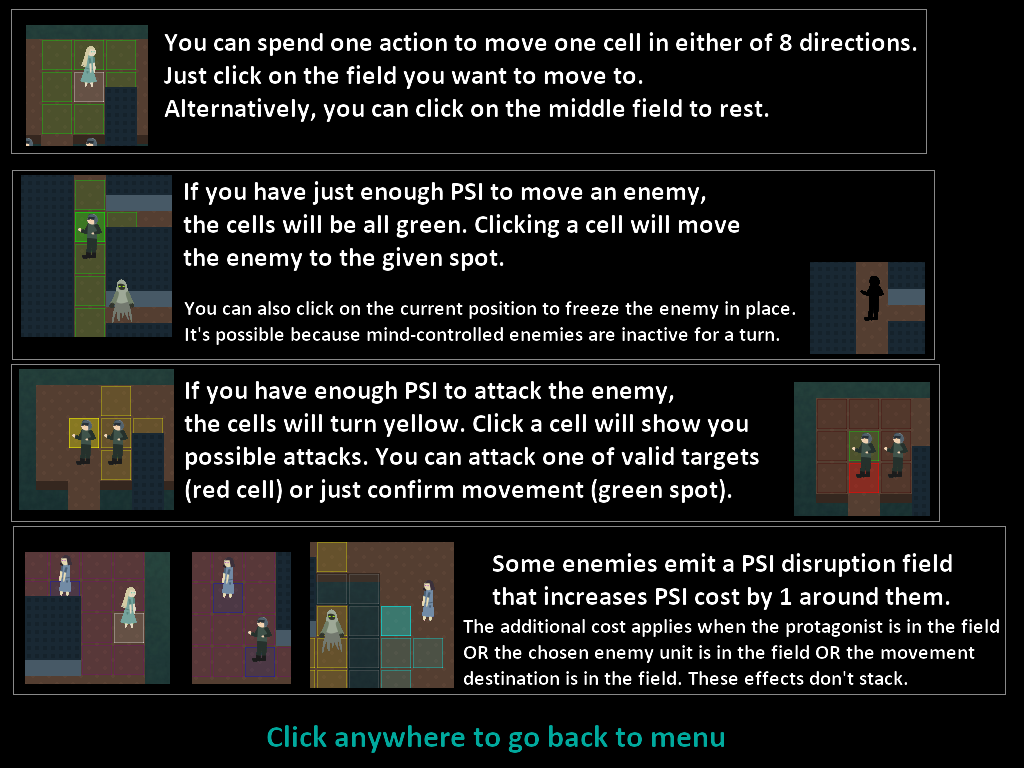 You can spend one action to move one cell in either of 8 directions.
Just click on the field you want to move to.
Alternatively, you can click on the middle field to rest.
If you have just enough PSI to move an enemy,
the cells will be all green. Clicking a cell will move
the enemy to the given spot.
You can also click on the current position to freeze the enemy in place.
It's possible because mind-controlled enemies are inactive for a turn.
If you have enough PSI to attack the enemy,
the cells will turn yellow. Click a cell will show you
possible attacks. You can attack one of valid targets
(red cell) or just confirm movement (green spot).
Some enemies emit a PSI disruption field
that increases PSI cost by 1 around them.
The additional cost applies when the protagonist is in the field
OR the chosen enemy unit is in the field OR the movement
destination is in the field. These effects don't stack.
Click anywhere to go back to menu